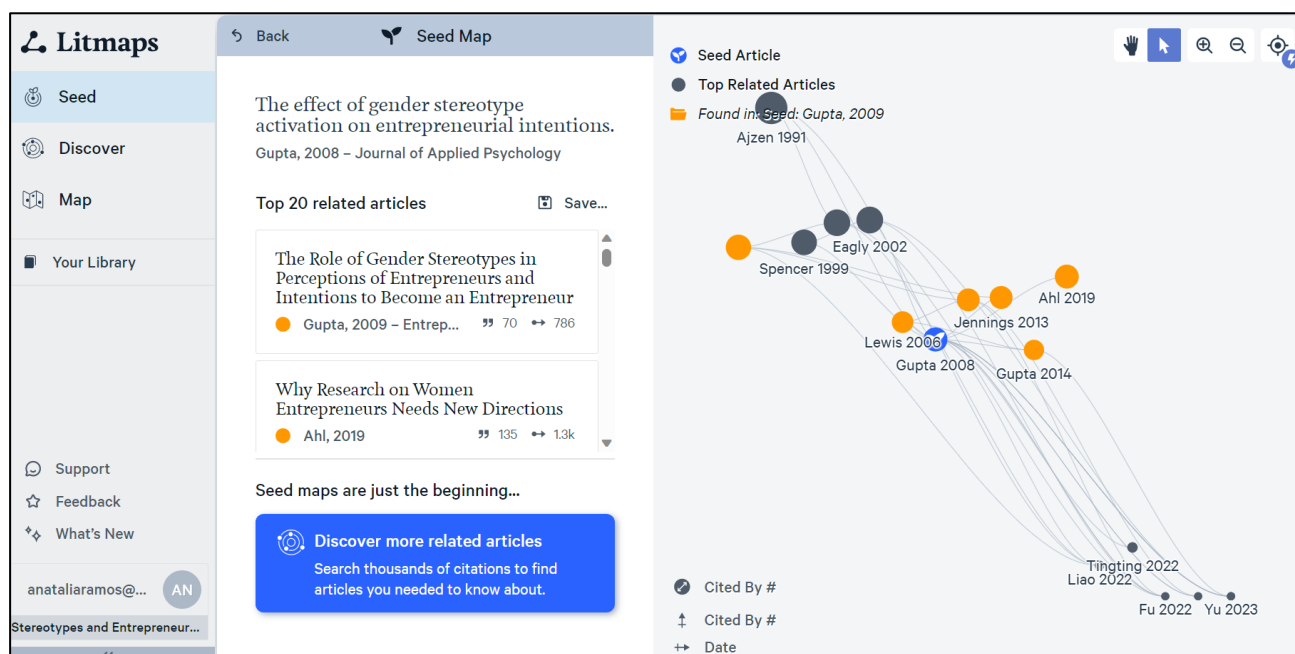 Litmaps
Seed
Discover
Map
Your Library
Support
Feedback
What's New
anataliaramos@...
AN
Stereotypes and Entrepreneur...
Back
Seed Map
The effect of gender stereotype
activation on entrepreneurial intentions.
Gupta, 2008 – Journal of Applied Psychology
Top 20 related articles
Save...
The Role of Gender Stereotypes in
Perceptions of Entrepreneurs and
Intentions to Become an Entrepreneur
Gupta, 2009 – Entrep... 70 786
Why Research on Women
Entrepreneurs Needs New Directions
Ahl, 2019 135 1.3k
Seed maps are just the beginning...
Discover more related articles
Search thousands of citations to find
articles you needed to know about.
Seed Article
Top Related Articles
Found in: Seed: Gupta, 2009
Ajzen 1991
Eagly 2002
Spencer 1999
Ahl 2019
Jennings 2013
Lewis 2006
Gupta 2008
Gupta 2014
Tingting 2022
Liao 2022
Fu 2022
Yu 2023
Cited By #
Cited By #
Date